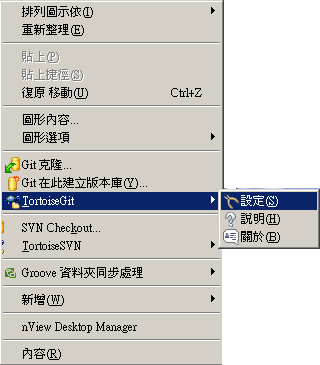 排列圖示依(I)
重新整理(E)
貼上(P)
貼上捷徑(S)
復原 移動(U) Ctrl+Z
圖形內容...
圖形選項
Git 克隆...
Git 在此建立版本庫(Y)...
TortoiseGit
設定(S)
說明(H)
關於(B)
SVN Checkout...
TortoiseSVN
Groove 資料夾同步處理
新增(W)
nView Desktop Manager
內容(R)